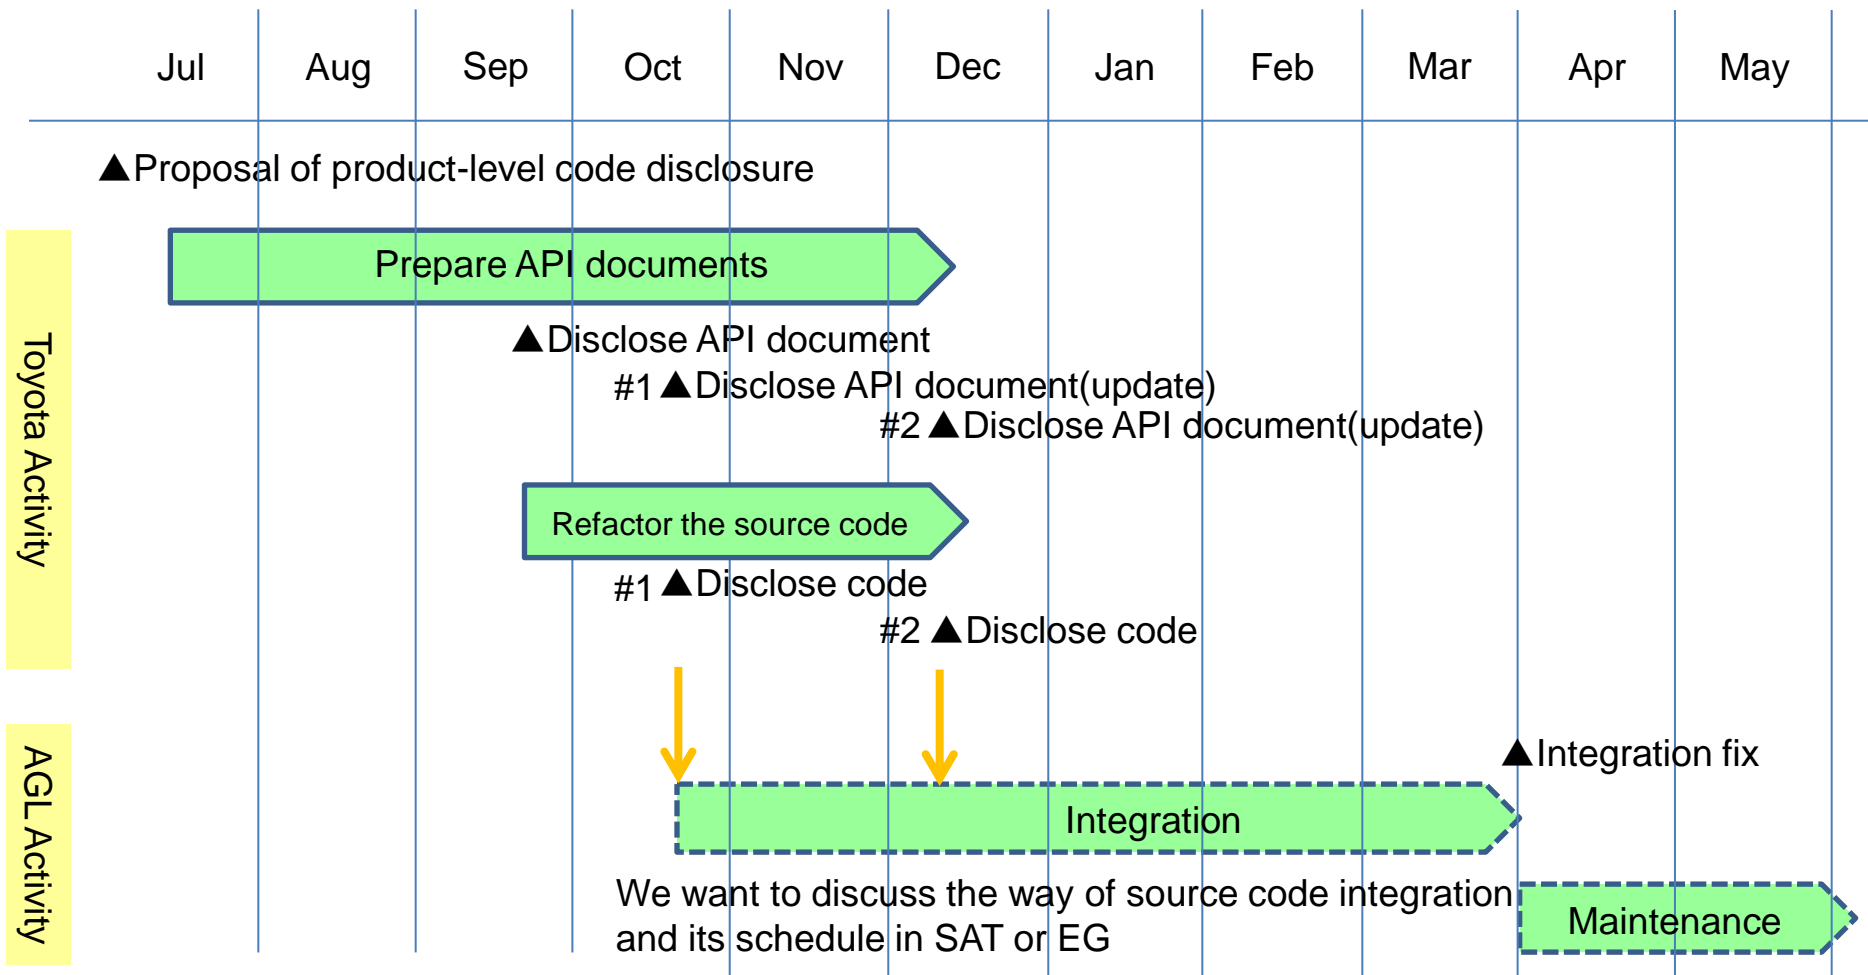 Jul Aug Sep Oct Nov Dec Jan Feb Mar Apr May
▲Proposal of product-level code disclosure
Toyota Activity
Prepare API documents
▲Disclose API document
#1 ▲Disclose API document(update)
#2 ▲Disclose API document(update)
Refactor the source code
#1 ▲Disclose code
#2 ▲Disclose code
AGL Activity
▲Integration fix
Integration
We want to discuss the way of source code integration
and its schedule in SAT or EG
Maintenance